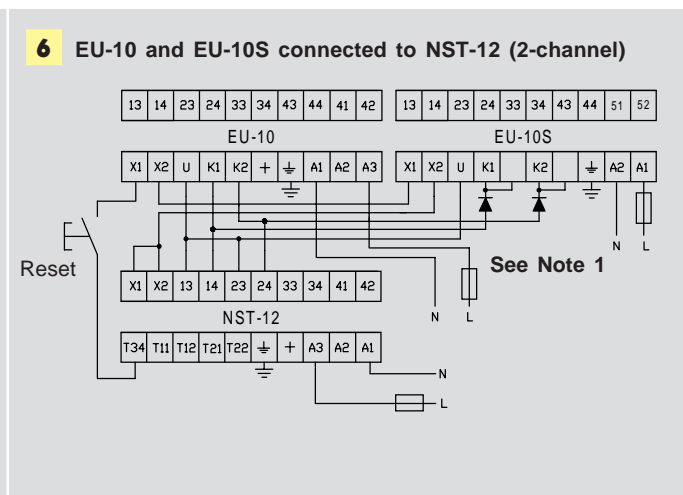 6 EU-10 and EU-10S connected to NST-12 (2-channel)
13 14 23 24 33 34 43 44 41 42
13 14 23 24 33 34 43 44 51 52
EU-10
EU-10S
X1 X2 U K1 K2 + A1 A2 A3
X1 X2 U K1 K2 A2 A1
N L
Reset
See Note 1
X1 X2 13 14 23 24 33 34 41 42
NST-12
N L
T34 T11 T12 T21 T22 + A3 A2 A1
N
L